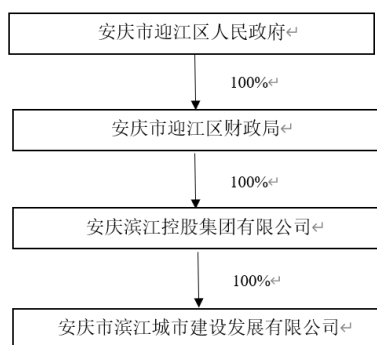 安庆市迎江区人民政府↵
100%↵
安庆市迎江区财政局↵
100%↵
安庆滨江控股集团有限公司↵
100%↵
安庆市滨江城市建设发展有限公司↵